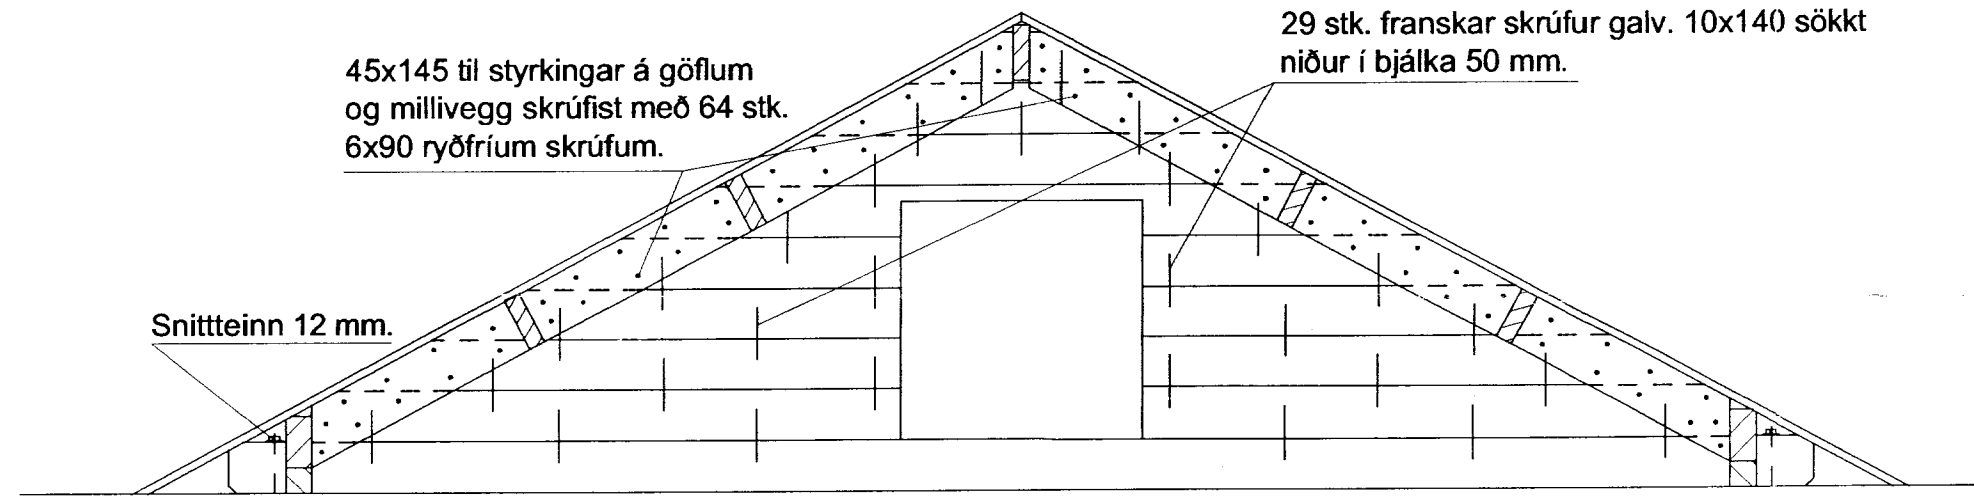 45x145 til styrkingar á göflum
og millivegg skrúfist með 64 stk.
6x90 ryðfríum skrúfum.
29 stk. franskar skrúfur galv. 10x140 sökkt
niður í bjálka 50 mm.
Snittteinn 12 mm.